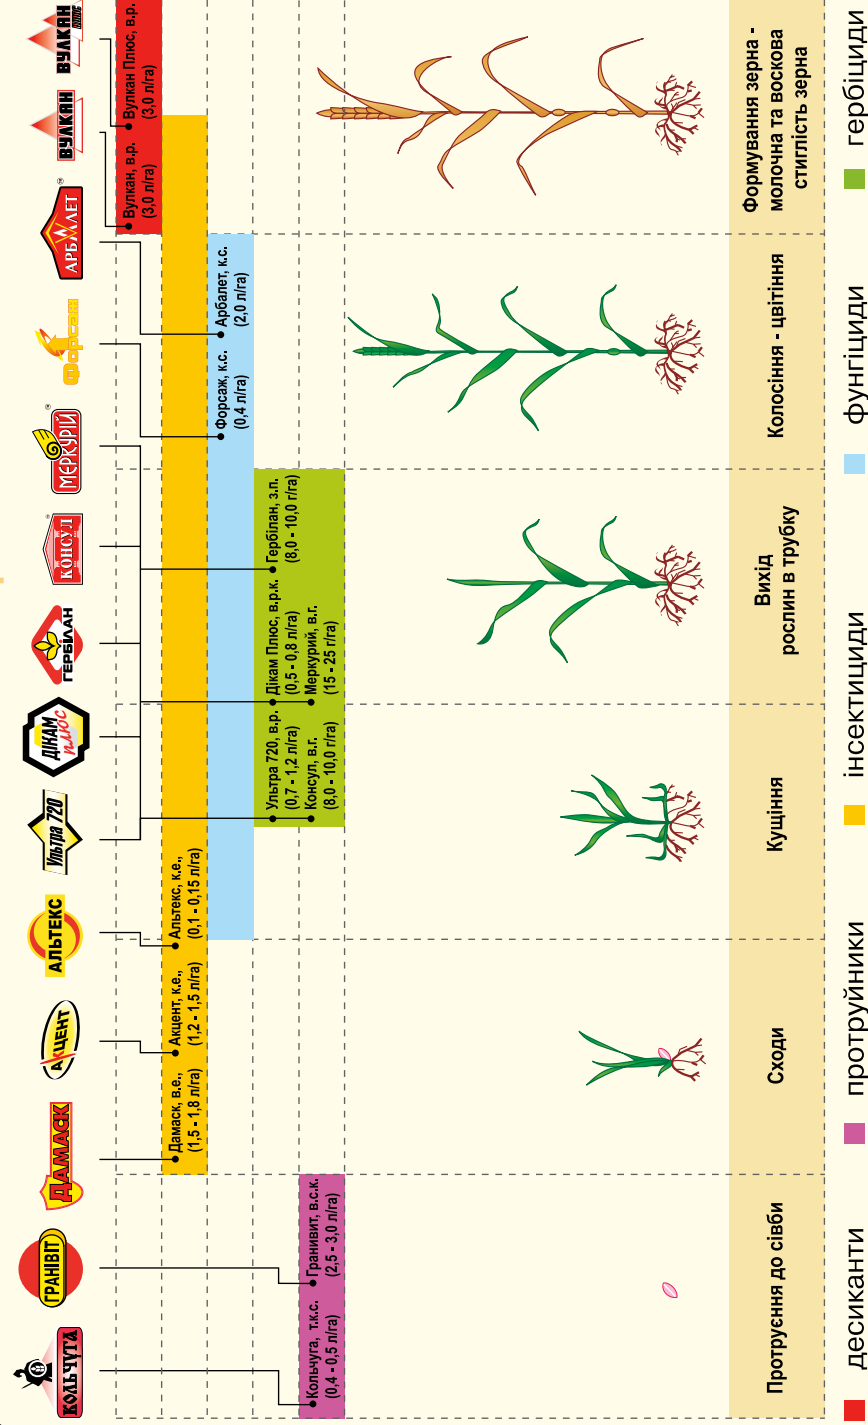 КОЛЬЧУГА
ГРАНІВІТ
ДАМАСК
АКЦЕНТ
АЛЬТЕКС
Ультра 720
ДІКАМ
плюс
ГЕРБІЛАН
КОНСУЛ
МЕРКУРІЙ
Форсаж
АРБАЛЕТ
ВУЛКАН
ВУЛКАН
ПЛЮС
Вулкан, в.р.
(3,0 л/га)
Вулкан Плюс, в.р.
(3,0 л/га)
Дамаск, в.е.,
(1,5 - 1,8 л/га)
Акцент, к.е.,
(1,2 - 1,5 л/га)
Альтекс, к.е.,
(0,1 - 0,15 л/га)
Форсаж, к.с.
(0,4 л/га)
Арбалет, к.с.
(2,0 л/га)
Ультра 720, в.р.
(0,7 - 1,2 л/га)
Консул, в.г.
(8,0 - 10,0 г/га)
Дікам Плюс, в.р.к.
(0,5 - 0,8 л/га)
Меркурий, в.г.
(15 - 25 г/га)
Гербілан, з.п.
(8,0 - 10,0 г/га)
Кольчуга, т.к.с.
(0,4 - 0,5 л/га)
Гранивит, в.с.к.
(2,5 - 3,0 л/га)
Протруєння до сівби
Сходи
Кущіння
Вихід
рослин в трубку
Колосіння - цвітіння
Формування зерна -
молочна та воскова
стиглість зерна
десиканти
протруйники
інсектициди
фунгіциди
гербіциди